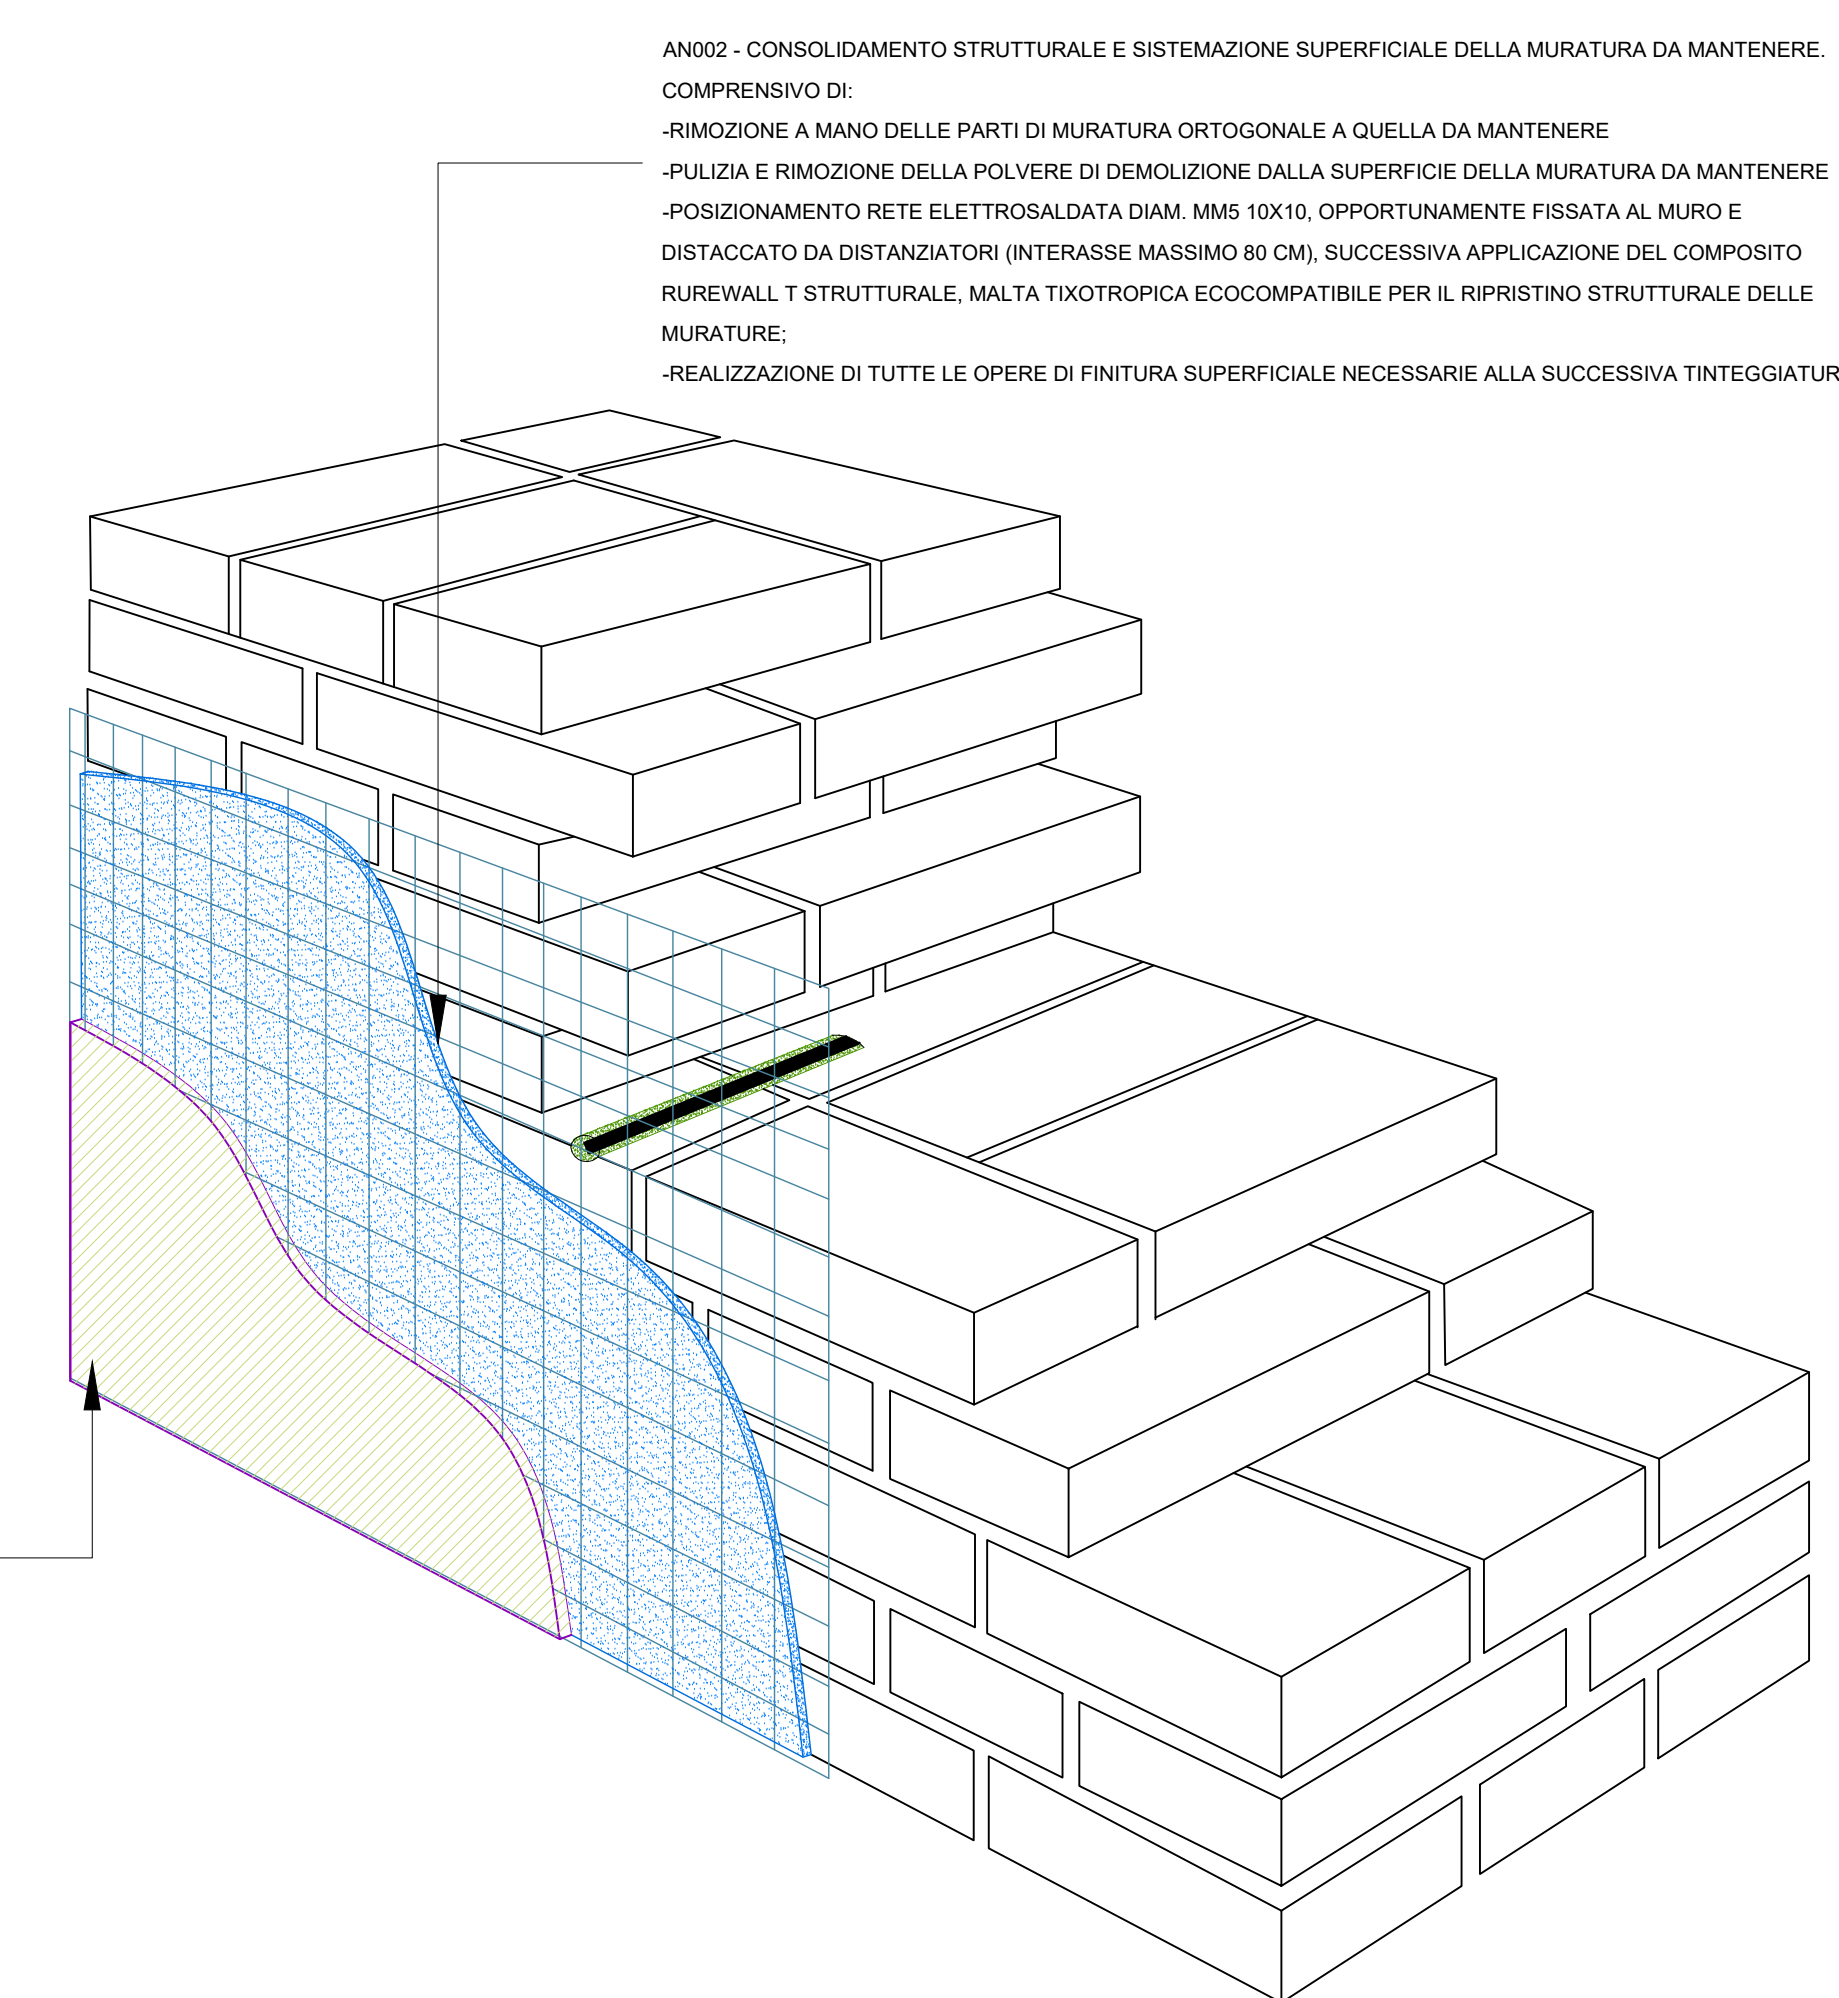 AN002 - CONSOLIDAMENTO STRUTTURALE E SISTEMAZIONE SUPERFICIALE DELLA MURATURA DA MANTENERE.
COMPRENSIVO DI:
-RIMOZIONE A MANO DELLE PARTI DI MURATURA ORTOGONALE A QUELLA DA MANTENERE
-PULIZIA E RIMOZIONE DELLA POLVERE DI DEMOLIZIONE DALLA SUPERFICIE DELLA MURATURA DA MANTENERE
-POSIZIONAMENTO RETE ELETTROSALDATA DIAM. MM5 10X10, OPPORTUNAMENTE FISSATA AL MURO E
DISTACCATO DA DISTANZIATORI (INTERASSE MASSIMO 80 CM), SUCCESSIVA APPLICAZIONE DEL COMPOSITO
RUREWALL T STRUTTURALE, MALTA TIXOTROPICA ECOCOMPATIBILE PER IL RIPRISTINO STRUTTURALE DELLE
MURATURE;
-REALIZZAZIONE DI TUTTE LE OPERE DI FINITURA SUPERFICIALE NECESSARIE ALLA SUCCESSIVA TINTEGGIATUR